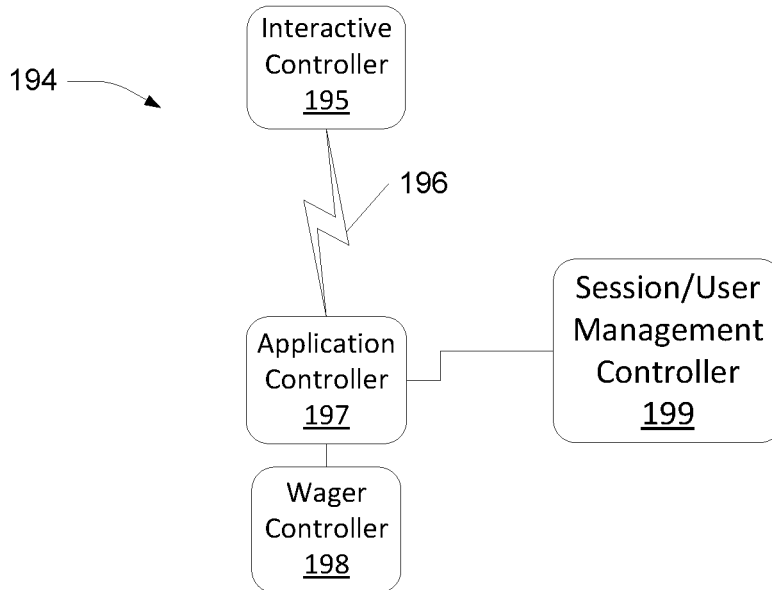 Interactive
Controller
195
194
196
Application
Controller
197
Session/User
Management
Controller
199
Wager
Controller
198